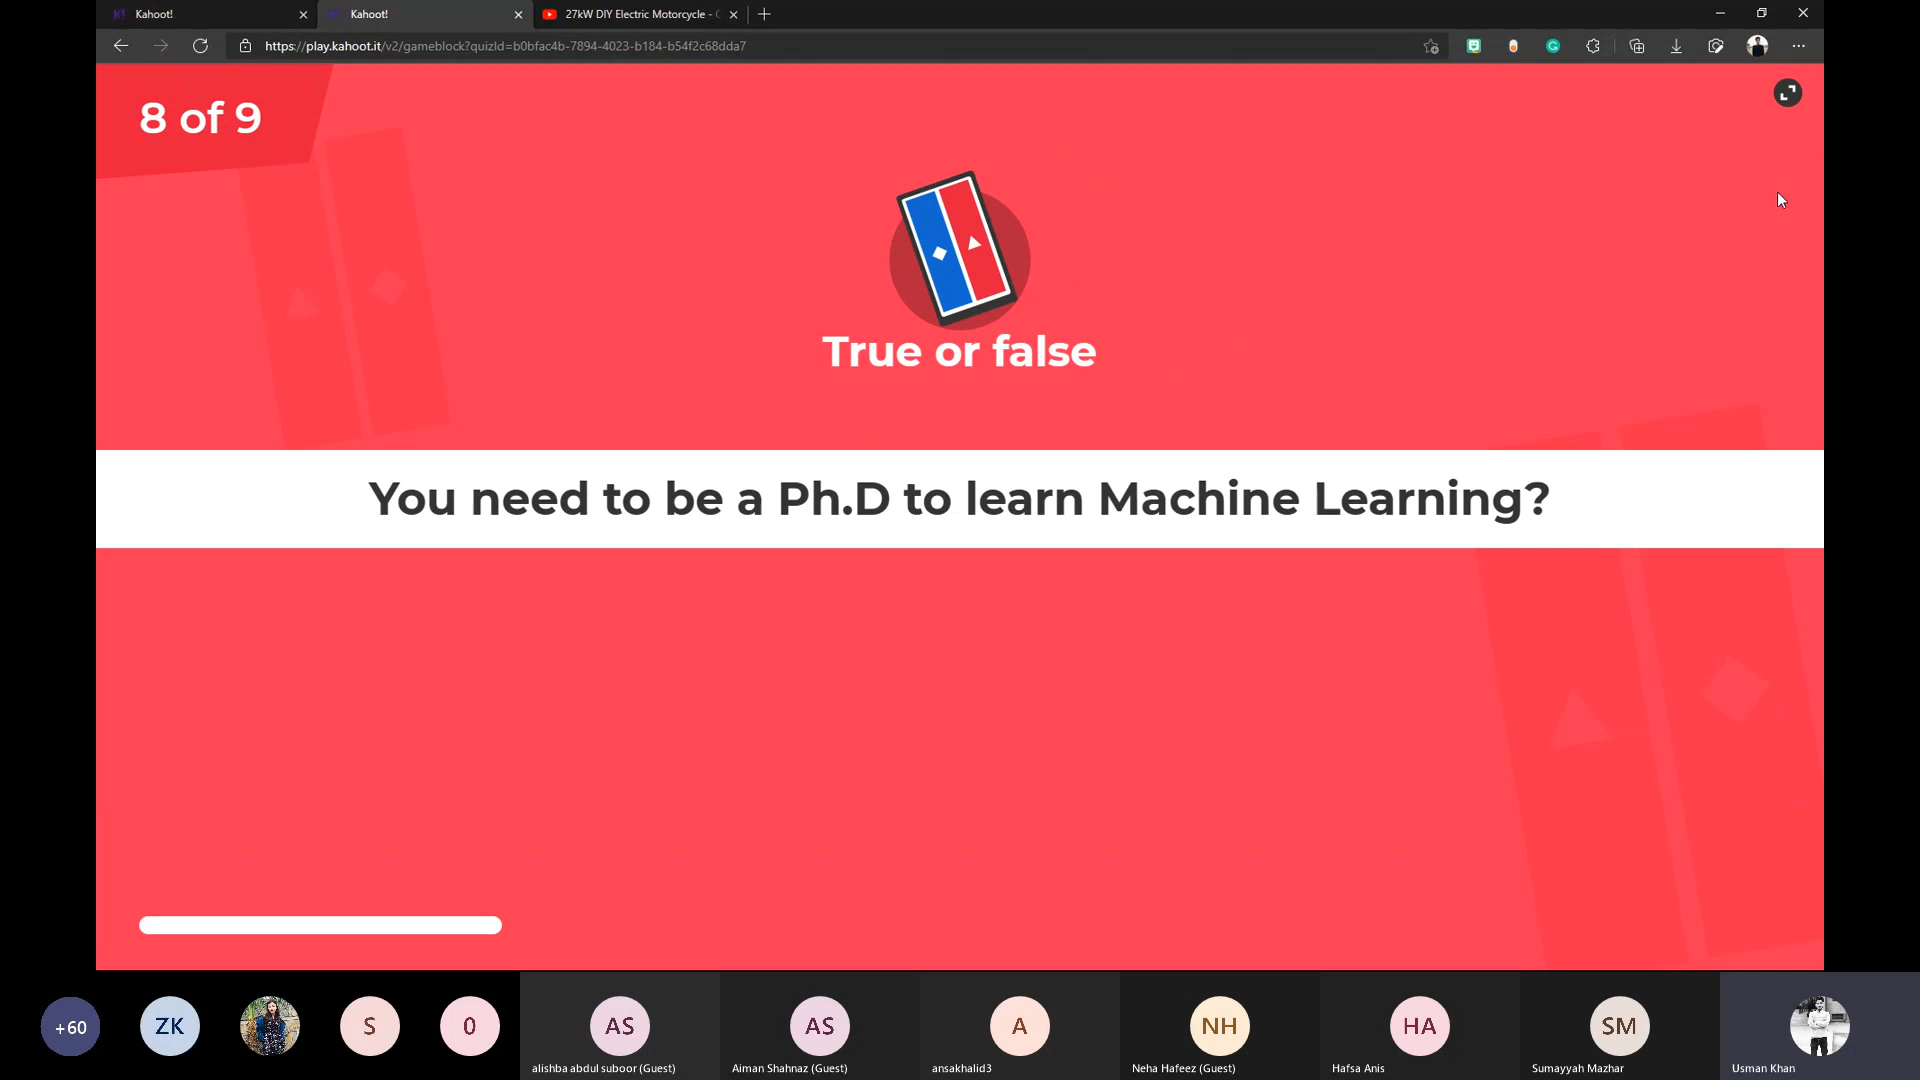 Kahoot!
Kahoot!
27kW DIY Electric Motorcycle -
https://play.kahoot.it/v2/gameblock?quizId=b0bfac4b-7894-4023-b184-b54f2c68dda7
8 of 9
True or false
You need to be a Ph.D to learn Machine Learning?
+60
ZK
S
0
AS
AS
A
NH
HA
SM
alishba abdul suboor (Guest)
Aiman Shahnaz (Guest)
ansakhalid3
Neha Hafeez (Guest)
Hafsa Anis
Sumayyah Mazhar
Usman Khan